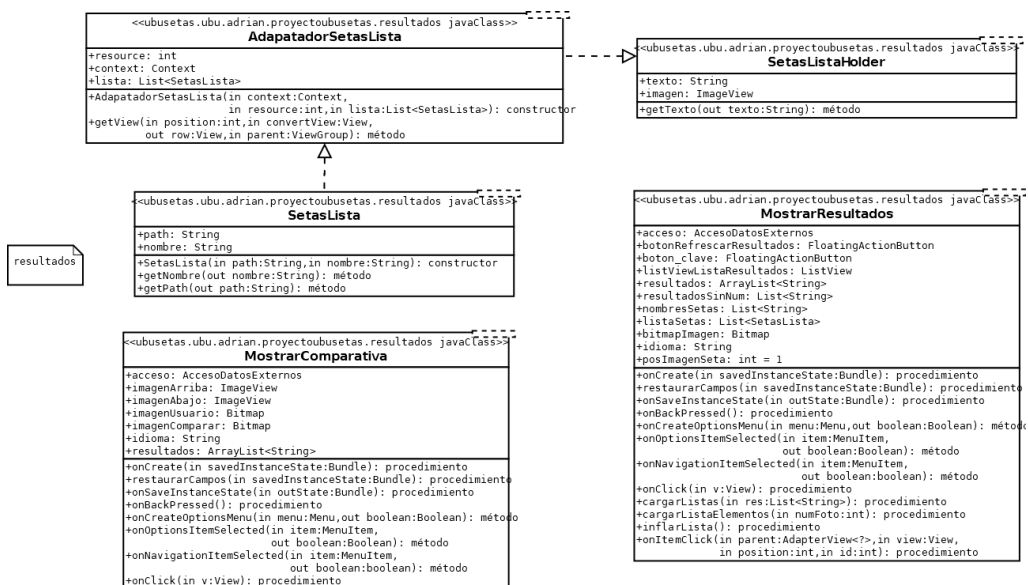 <<ubusetas.ubu.adrian.proyectoubusetas.resultados javaClass>>
AdapatadorSetasLista
+resource: int
+context: Context
+lista: List<SetasLista>
+AdapatadorSetasLista(in context:Context,
in resource:int,in lista:List<SetasLista>): constructor
+getView(in position:int,in convertView:View,
out row:View,in parent:ViewGroup): método
<<ubusetas.ubu.adrian.proyectoubusetas.resultados javaClass>>
SetasListaHolder
+texto: String
+imagen: ImageView
+getTexto(out texto:String): método
<<ubusetas.ubu.adrian.proyectoubusetas.resultados javaClass>>
SetasLista
+path: String
+nombre: String
+SetasLista(in path:String,in nombre:String): constructor
+getNombre(out nombre:String): método
+getPath(out path:String): método
resultados
<<ubusetas.ubu.adrian.proyectoubusetas.resultados javaClass>>
MostrarResultados
+acceso: AccesoDatosExternos
+botonRefrescarResultados: FloatingActionButton
+boton_clave: FloatingActionButton
+listViewListaResultados: ListView
+resultados: ArrayList<String>
+resultadosSinNum: List<String>
+nombresSetas: List<String>
+listaSetas: List<SetasLista>
+bitmapImagen: Bitmap
+idioma: String
+posImagenSeta: int = 1
+onCreate(in savedInstanceState:Bundle): procedimiento
+restaurarCampos(in savedInstanceState:Bundle): procedimiento
+onSaveInstanceState(in outState:Bundle): procedimiento
+onBackPressed(): procedimiento
+onCreateOptionsMenu(in menu:Menu,out boolean:Boolean): método
+onOptionsItemSelected(in item:MenuItem,
out boolean:Boolean): método
+onNavigationItemSelected(in item:MenuItem,
out boolean:boolean): método
+onClick(in v:View): procedimiento
+cargarListas(in res:List<String>): procedimiento
+cargarListaElementos(in numFoto:int): procedimiento
+inflarLista(): procedimiento
+onItemClick(in parent:AdapterView<?>,in view:View,
in position:int,in id:int): procedimiento
<<ubusetas.ubu.adrian.proyectoubusetas.resultados javaClass>>
MostrarComparativa
+acceso: AccesoDatosExternos
+imagenArriba: ImageView
+imagenAbajo: ImageView
+imagenUsuario: Bitmap
+imagenComparar: Bitmap
+idioma: String
+resultados: ArrayList<String>
+onCreate(in savedInstanceState:Bundle): procedimiento
+restaurarCampos(in savedInstanceState:Bundle): procedimiento
+onSaveInstanceState(in outState:Bundle): procedimiento
+onBackPressed(): procedimiento
+onCreateOptionsMenu(in menu:Menu,out boolean:Boolean): método
+onOptionsItemSelected(in item:MenuItem,
out boolean:Boolean): método
+onNavigationItemSelected(in item:MenuItem,
out boolean:boolean): método
+onClick(in v:View): procedimiento